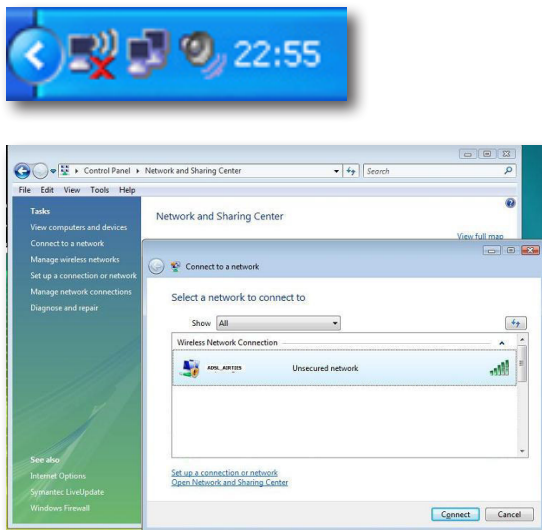 22:55
Control Panel Network and Sharing Center Search
File Edit View Tools Help
Tasks
View computers and devices
Connect to a network
Manage wireless networks
Set up a connection or network
Manage network connections
Diagnose and repair
See also
Internet Options
Symantec LiveUpdate
Windows Firewall
Network and Sharing Center
View full map
Connect to a network
Select a network to connect to
Show All
Wireless Network Connection
ADSL_AIRTIES Unsecured network
Set up a connection or network
Open Network and Sharing Center
Connect Cancel